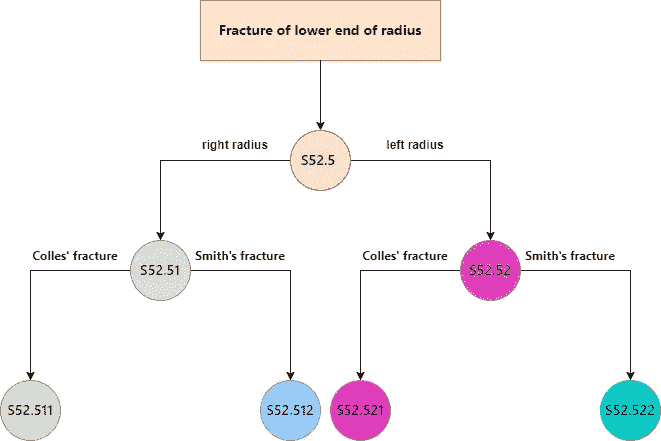 Fracture of lower end of radius
right radius
left radius
S52.5
Colles' fracture
Smith's fracture
Colles' fracture
Smith's fracture
S52.51
S52.52
S52.511
S52.512
S52.521
S52.522